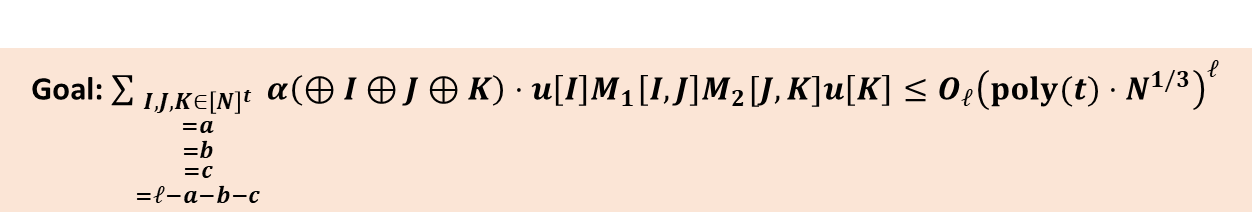 Goal: ∑ I,J,K∈[N]ᵗ α(⊕ I ⊕ J ⊕ K) · u[I]M₁[I,J]M₂[J,K]u[K] ≤ O_ℓ(poly(t) · N^{1/3})^ℓ
=a
=b
=c
=ℓ−a−b−c